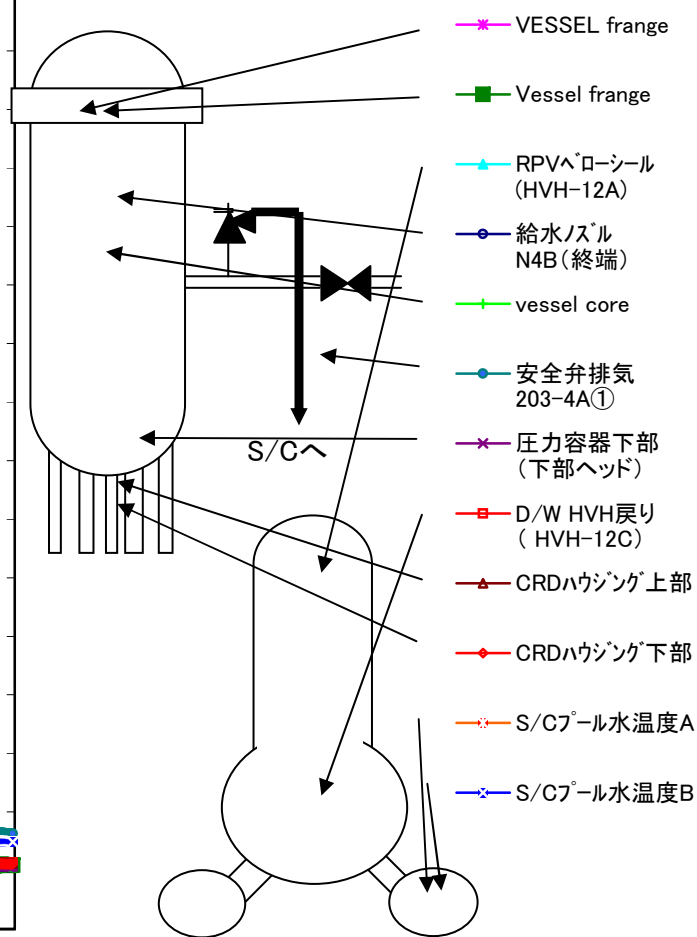 VESSEL frange
Vessel frange
RPVベローシール
(HVH-12A)
給水ノズル
N4B(終端)
vessel core
安全弁排気
203-4A①
圧力容器下部
(下部ヘッド)
S/Cへ
D/W HVH戻り
( HVH-12C)
CRDハウジング上部
CRDハウジング下部
S/Cプール水温度A
S/Cプール水温度B